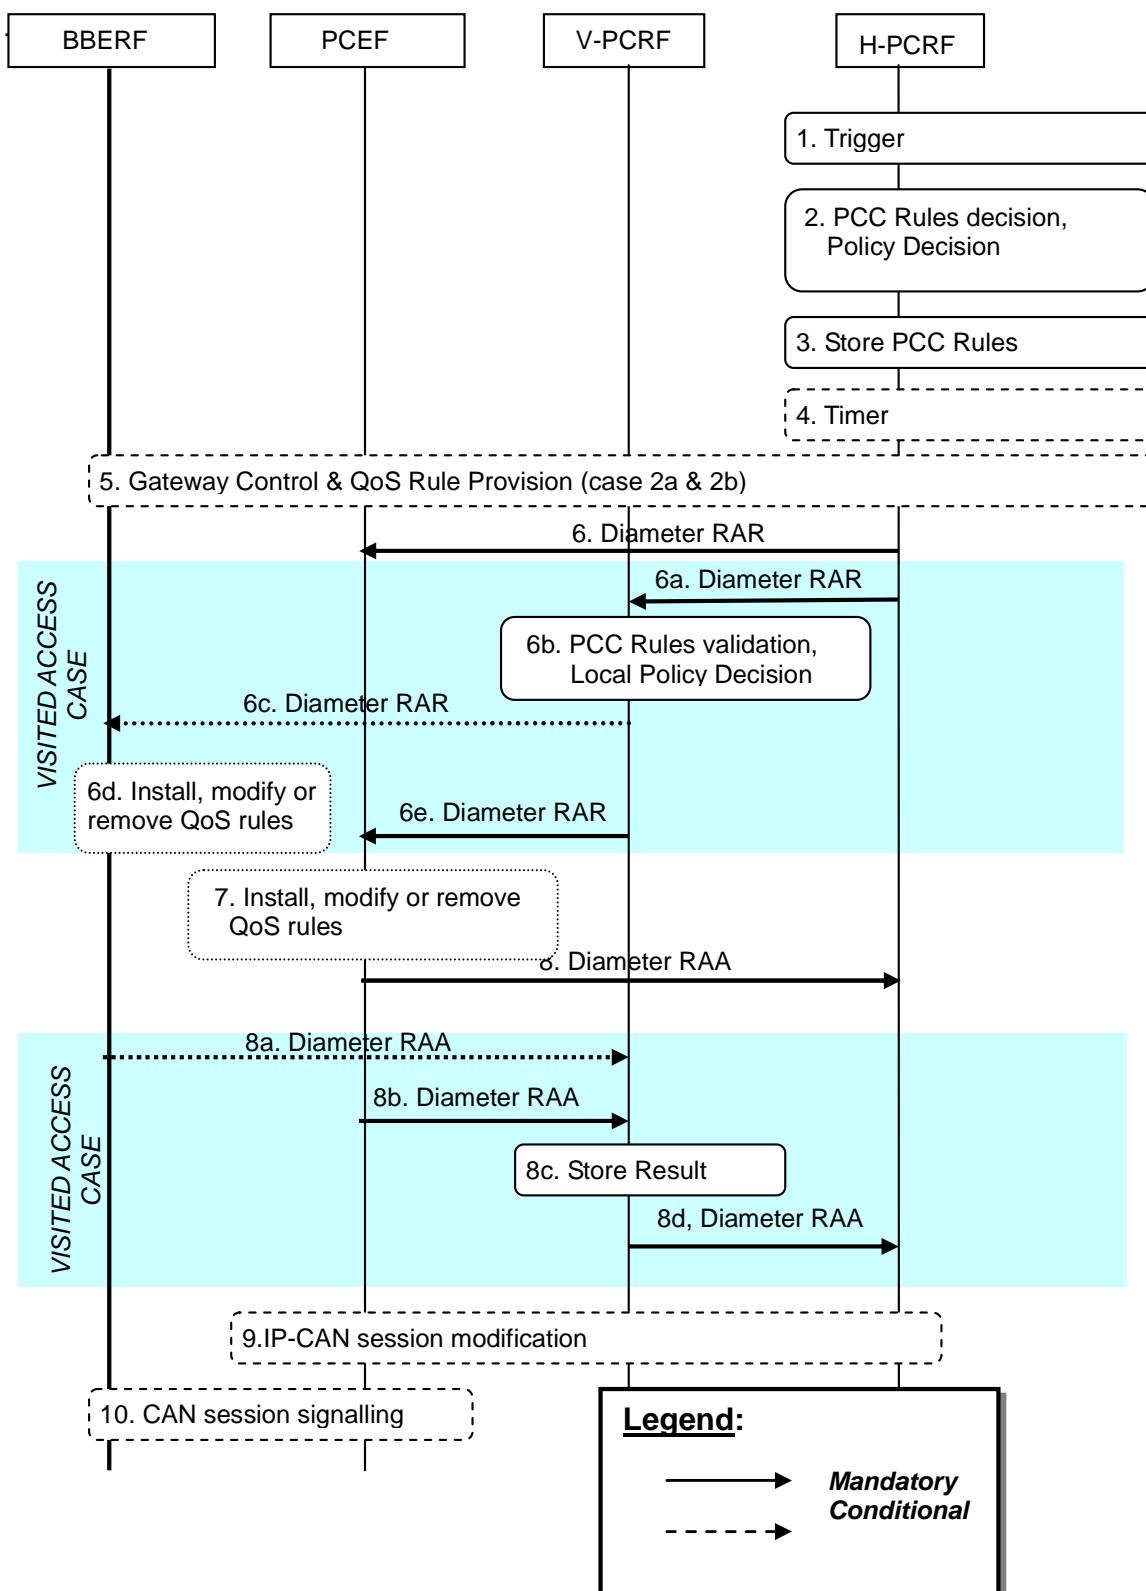 BBERF
PCEF
V-PCRF
H-PCRF
1. Trigger
2. PCC Rules decision,
Policy Decision
3. Store PCC Rules
4. Timer
5. Gateway Control & QoS Rule Provision (case 2a & 2b)
6. Diameter RAR
VISITED ACCESS
CASE
6a. Diameter RAR
6b. PCC Rules validation,
Local Policy Decision
6c. Diameter RAR
6d. Install, modify or
remove QoS rules
6e. Diameter RAR
7. Install, modify or remove
QoS rules
8. Diameter RAA
VISITED ACCESS
CASE
8a. Diameter RAA
8b. Diameter RAA
8c. Store Result
8d, Diameter RAA
9.IP-CAN session modification
10. CAN session signalling
Legend:
Mandatory
Conditional